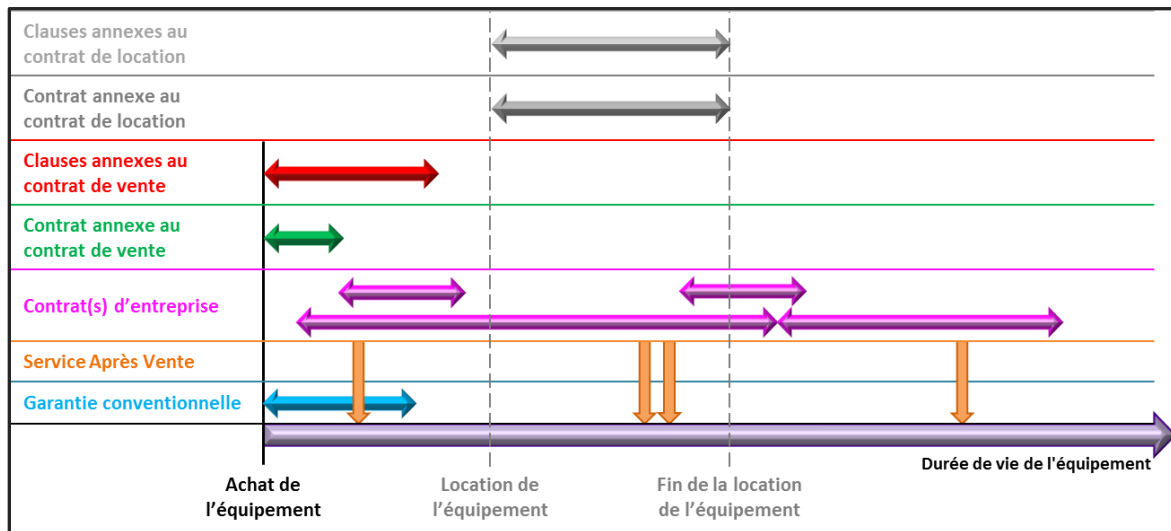 Clauses annexes au
contrat de location
Contrat annexe au
contrat de location
Clauses annexes au
contrat de vente
Contrat annexe au
contrat de vente
Contrat(s) d’entreprise
Service Après Vente
Garantie conventionnelle
Durée de vie de l'équipement
Achat de
l’équipement
Location de
l’équipement
Fin de la location
de l’équipement